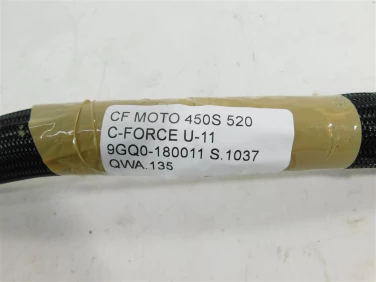 CF MOTO 450S 520
C-FORCE U-11
9GQ0-180011 S.1037
QWA.135